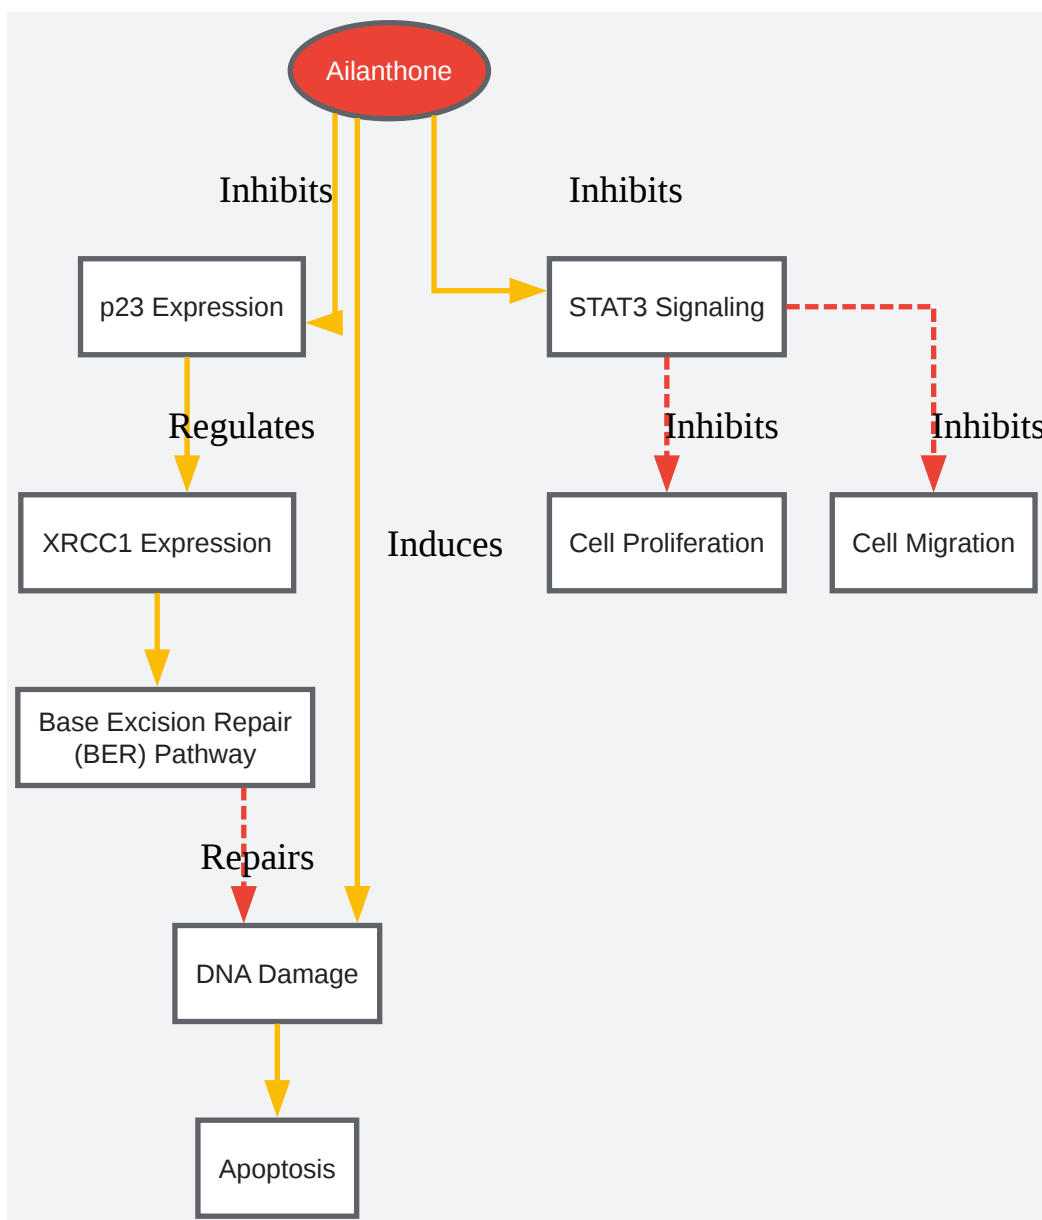 Ailanthone
Inhibits
Inhibits
p23 Expression
STAT3 Signaling
Regulates
Inhibits
Inhibits
XRCC1 Expression
Induces
Cell Proliferation
Cell Migration
Base Excision Repair
(BER) Pathway
Repairs
DNA Damage
Apoptosis